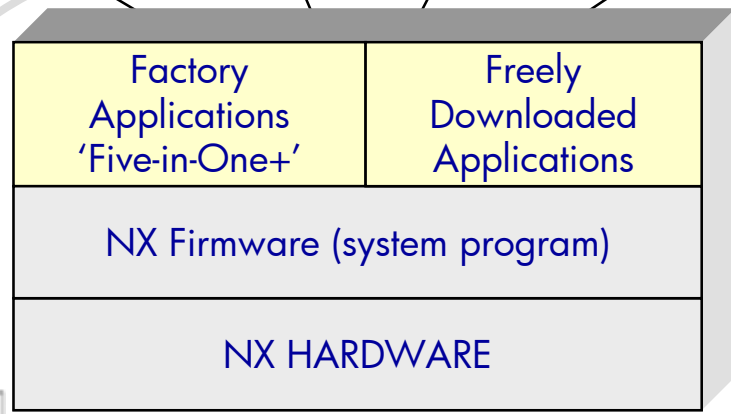 Factory
Applications
‘Five-in-One+’
Freely
Downloaded
Applications
NX Firmware (system program)
NX HARDWARE